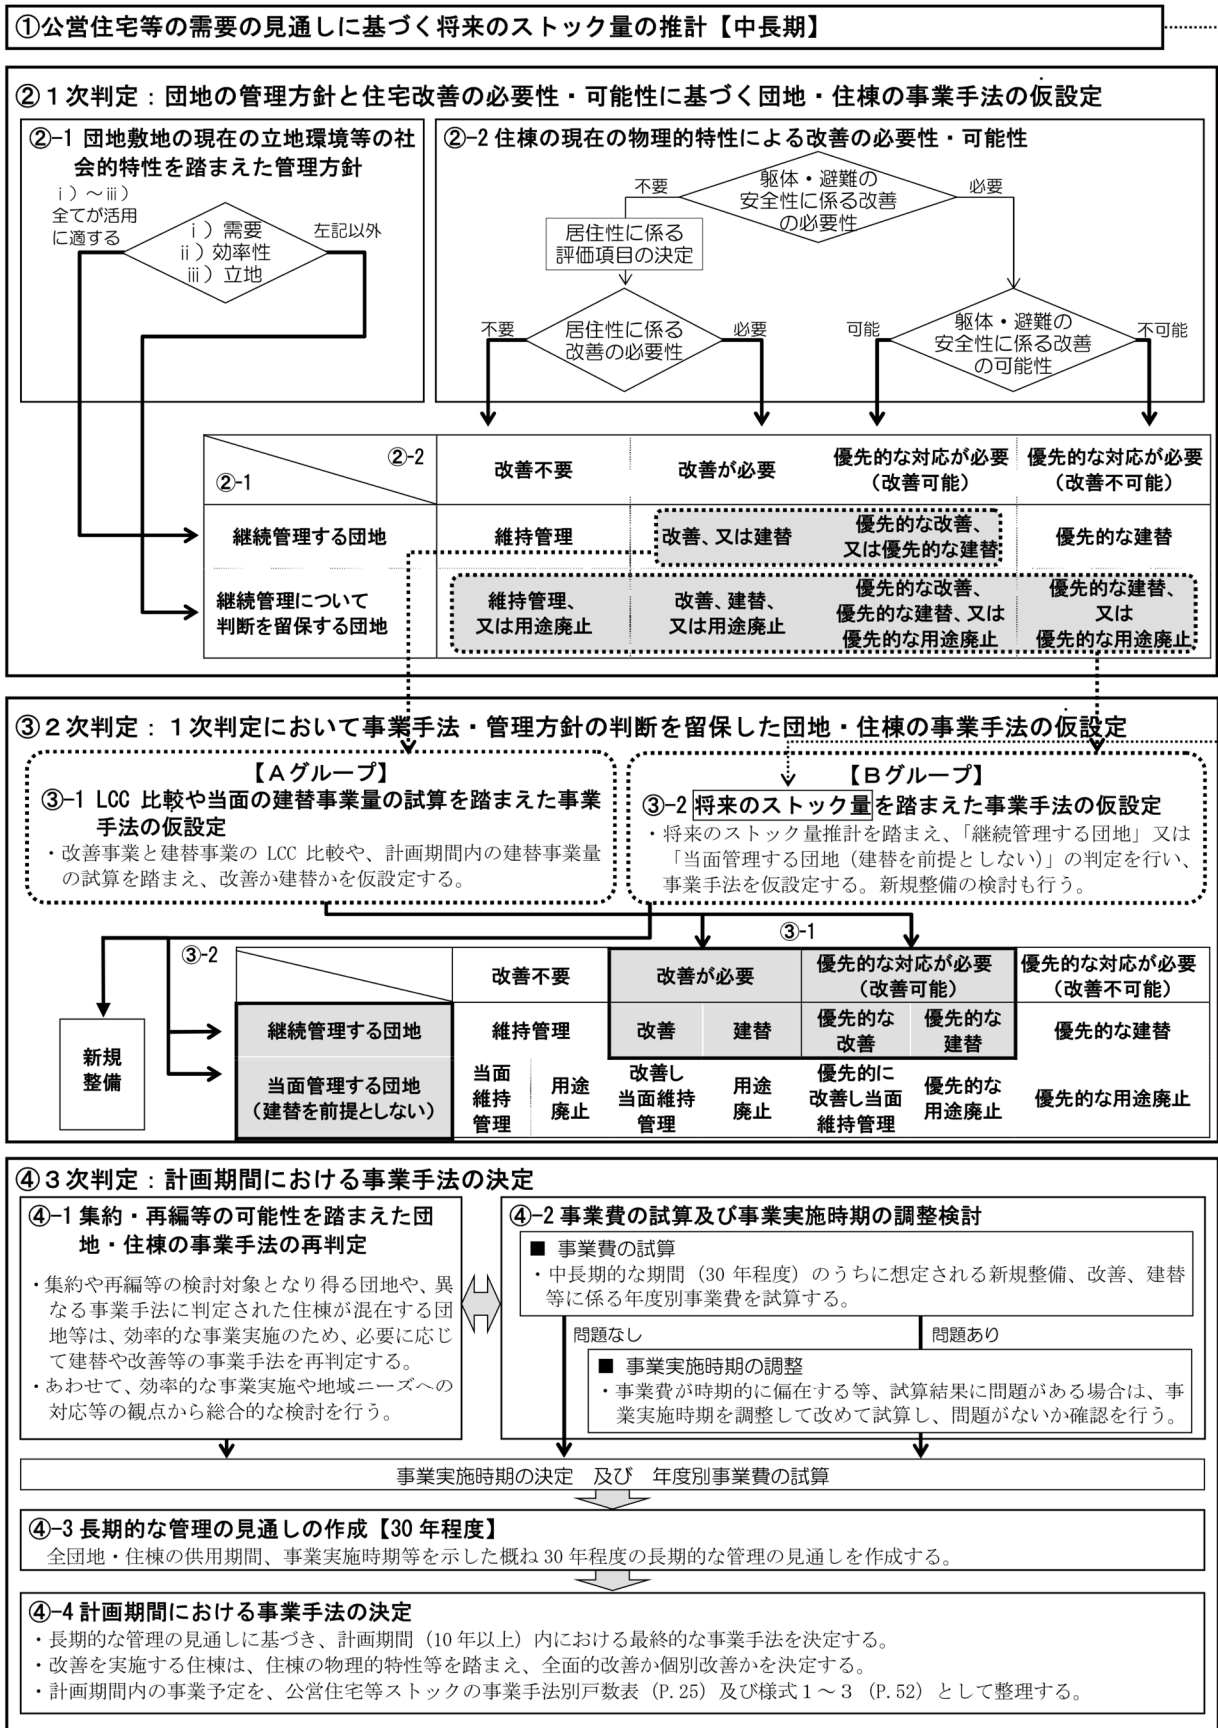 ①公営住宅等の需要の見通しに基づく将来のストック量の推計【中長期】
②１次判定：団地の管理方針と住宅改善の必要性・可能性に基づく団地・住棟の事業手法の仮設定
②-1 団地敷地の現在の立地環境等の社
会的特性を踏まえた管理方針
ⅰ）～ⅲ）
全てが活用
に適する
ⅰ）需要
ⅱ）効率性
ⅲ）立地
左記以外
②-2 住棟の現在の物理的特性による改善の必要性・可能性
不要
躯体・避難の
安全性に係る改善
の必要性
必要
居住性に係る
評価項目の決定
不要
居住性に係る
改善の必要性
必要
可能
躯体・避難の
安全性に係る改善
の可能性
不可能
②-2
②-1
改善不要
改善が必要
優先的な対応が必要
（改善可能）
優先的な対応が必要
（改善不可能）
継続管理する団地
維持管理
改善、又は建替
優先的な改善、
又は優先的な建替
優先的な建替
継続管理について
判断を留保する団地
維持管理、
又は用途廃止
改善、建替、
又は用途廃止
優先的な改善、
優先的な建替、又は
優先的な用途廃止
優先的な建替、
又は
優先的な用途廃止
③２次判定：１次判定において事業手法・管理方針の判断を留保した団地・住棟の事業手法の仮設定
【Ａグループ】
③-1 LCC 比較や当面の建替事業量の試算を踏まえた事業
手法の仮設定
・改善事業と建替事業の LCC 比較や、計画期間内の建替事業量
の試算を踏まえ、改善か建替かを仮設定する。
【Ｂグループ】
③-2 将来のストック量を踏まえた事業手法の仮設定
・将来のストック量推計を踏まえ、「継続管理する団地」又は
「当面管理する団地（建替を前提としない）」の判定を行い、
事業手法を仮設定する。新規整備の検討も行う。
③-1
③-2
新規
整備
改善不要
改善が必要
優先的な対応が必要
（改善可能）
優先的な対応が必要
（改善不可能）
継続管理する団地
維持管理
改善
建替
優先的な
改善
優先的な
建替
優先的な建替
当面管理する団地
（建替を前提としない）
当面
維持
管理
用途
廃止
改善し
当面維持
管理
用途
廃止
優先的に
改善し当面
維持管理
優先的な
用途廃止
優先的な用途廃止
④３次判定：計画期間における事業手法の決定
④-1 集約・再編等の可能性を踏まえた団
地・住棟の事業手法の再判定
・集約や再編等の検討対象となり得る団地や、異
なる事業手法に判定された住棟が混在する団
地等は、効率的な事業実施のため、必要に応じ
て建替や改善等の事業手法を再判定する。
・あわせて、効率的な事業実施や地域ニーズへの
対応等の観点から総合的な検討を行う。
④-2 事業費の試算及び事業実施時期の調整検討
■ 事業費の試算
・中長期的な期間（30 年程度）のうちに想定される新規整備、改善、建替
等に係る年度別事業費を試算する。
問題なし
問題あり
■ 事業実施時期の調整
・事業費が時期的に偏在する等、試算結果に問題がある場合は、事
業実施時期を調整して改めて試算し、問題がないか確認を行う。
事業実施時期の決定　及び　年度別事業費の試算
④-3 長期的な管理の見通しの作成【30 年程度】
全団地・住棟の供用期間、事業実施時期等を示した概ね 30 年程度の長期的な管理の見通しを作成する。
④-4 計画期間における事業手法の決定
・長期的な管理の見通しに基づき、計画期間（10 年以上）内における最終的な事業手法を決定する。
・改善を実施する住棟は、住棟の物理的特性等を踏まえ、全面的改善か個別改善かを決定する。
・計画期間内の事業予定を、公営住宅等ストックの事業手法別戸数表（P.25）及び様式１～３（P.52）として整理する。